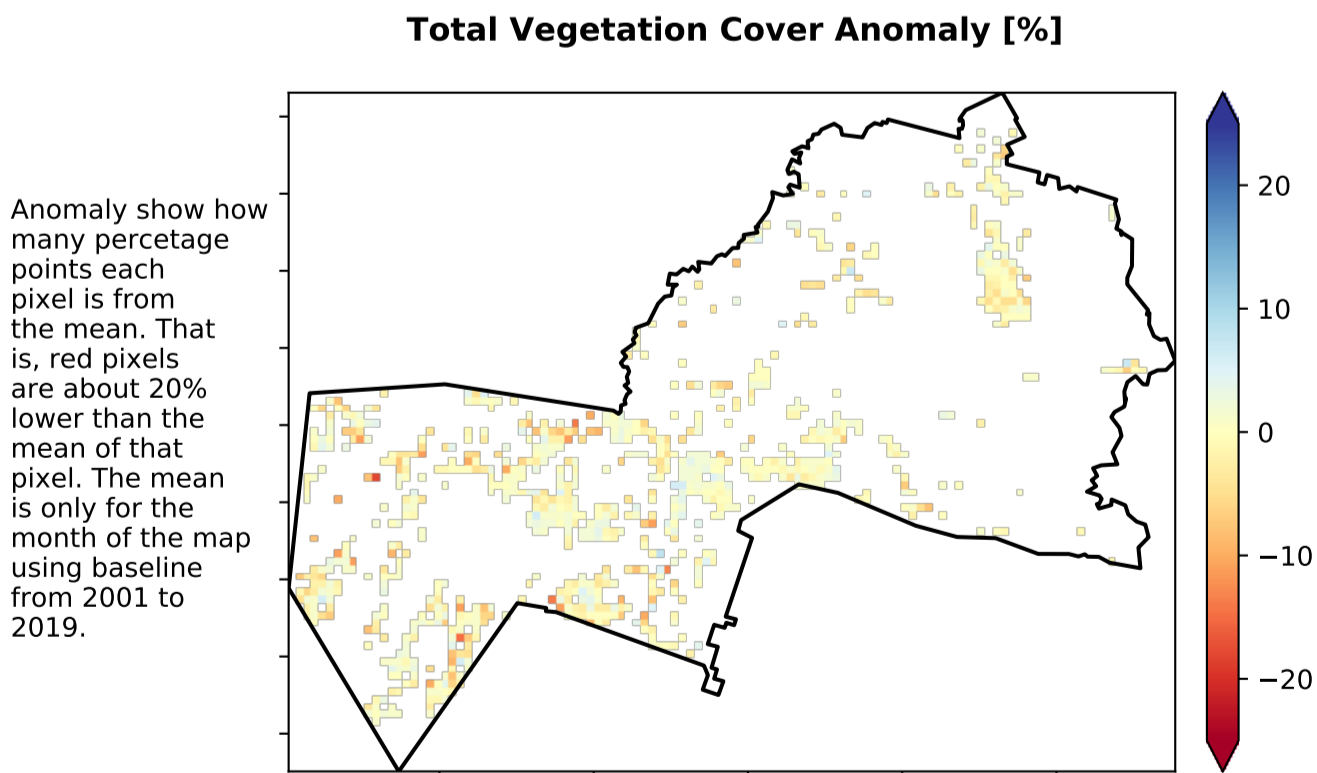 Total Vegetation Cover Anomaly [%]
Anomaly show how
many percetage
points each
pixel is from
the mean. That
is, red pixels
are about 20%
lower than the
mean of that
pixel. The mean
is only for the
month of the map
using baseline
from 2001 to
2019.
20
10
0
−10
−20